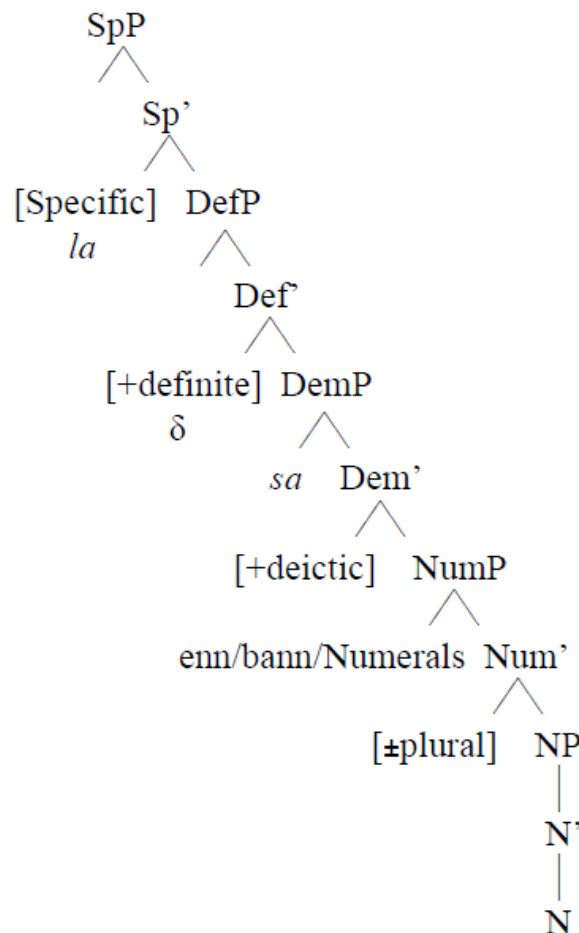 SpP
Sp’
[Specific] DefP
la
Def’
[+definite] DemP
δ
sa Dem’
[+deictic] NumP
enn/bann/Numerals Num’
[±plural] NP
N’
N